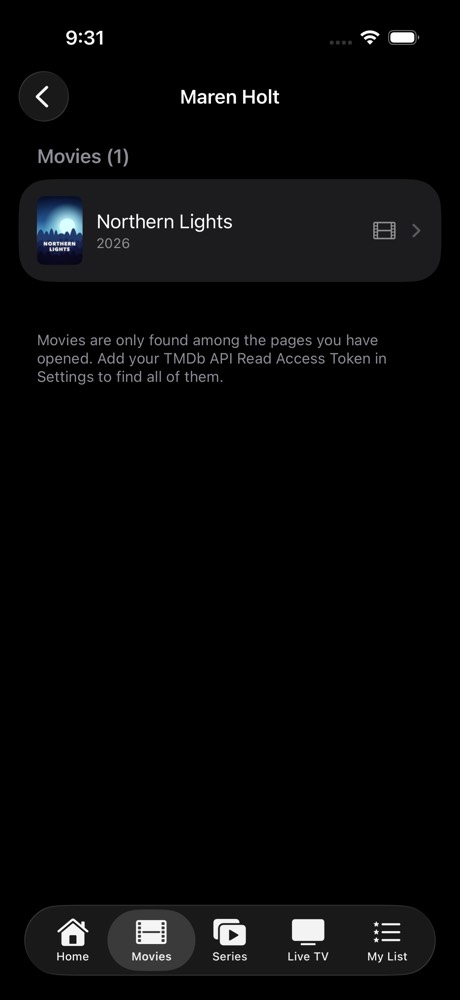 9:31
Maren Holt
Movies (1)
NORTHERN
LIGHTS
Northern Lights
2026
Movies are only found among the pages you have
opened. Add your TMDb API Read Access Token in
Settings to find all of them.
Home
Movies
Series
Live TV
My List